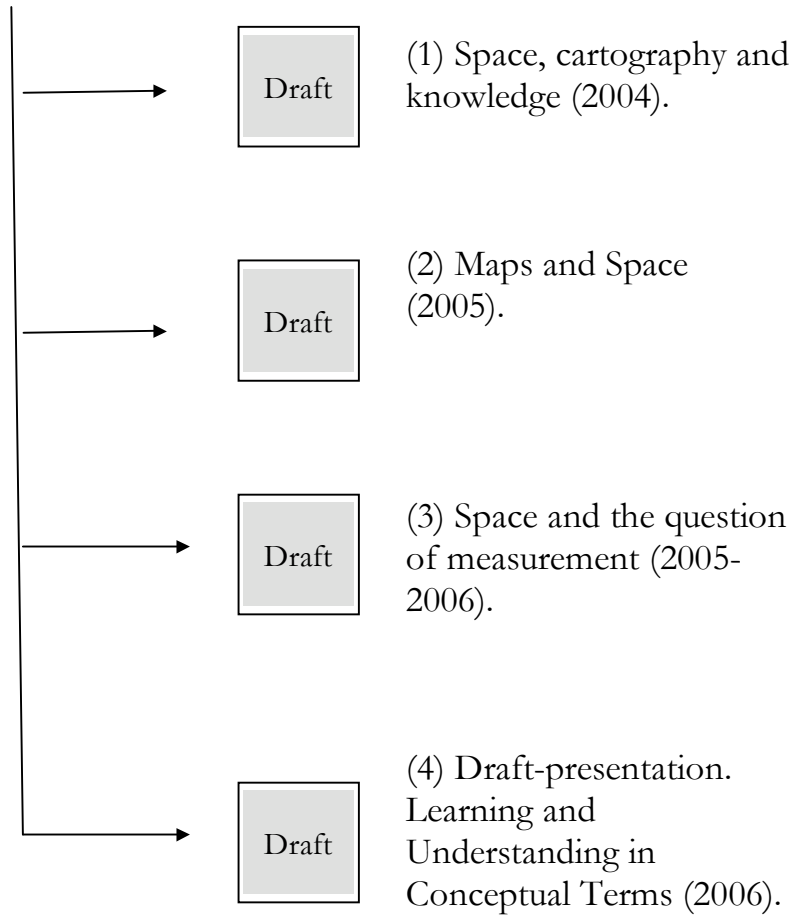 Draft
(1) Space, cartography and
knowledge (2004).
Draft
(2) Maps and Space
(2005).
Draft
(3) Space and the question
of measurement (2005-
2006).
Draft
(4) Draft-presentation.
Learning and
Understanding in
Conceptual Terms (2006).